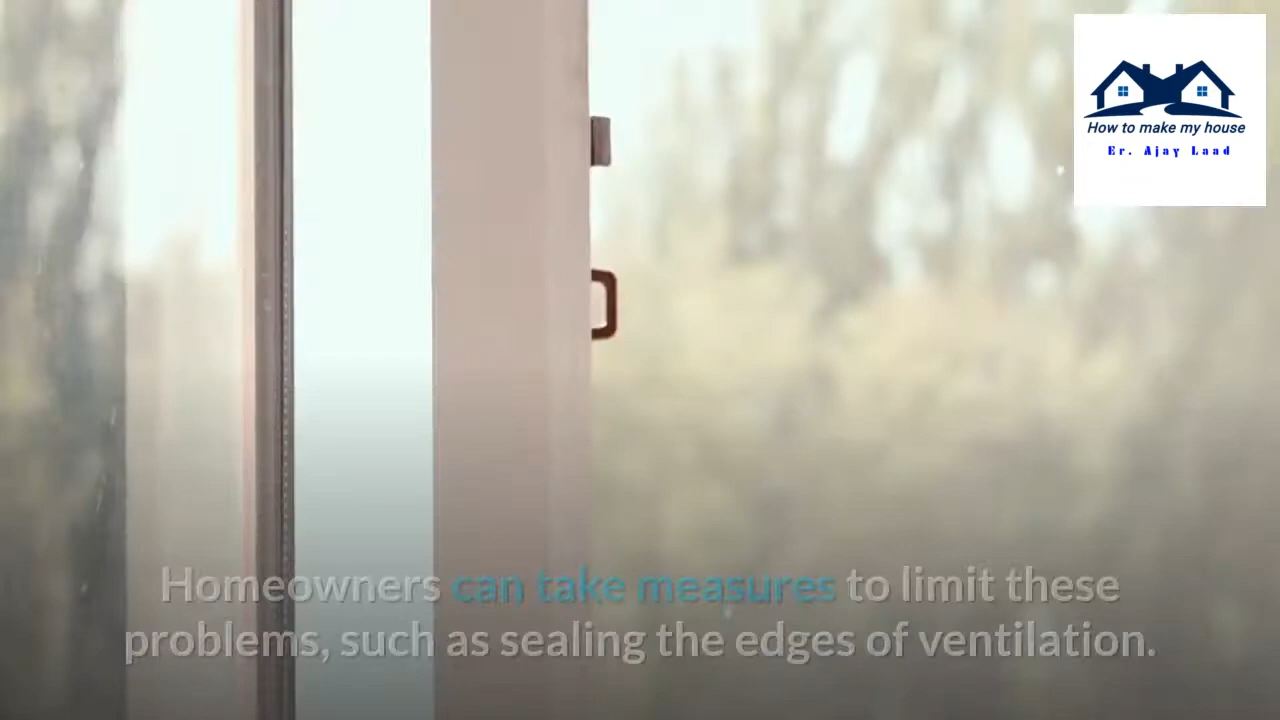 How to make my house
Er. Ajay Laad
Homeowners can take measures to limit these
problems, such as sealing the edges of ventilation.